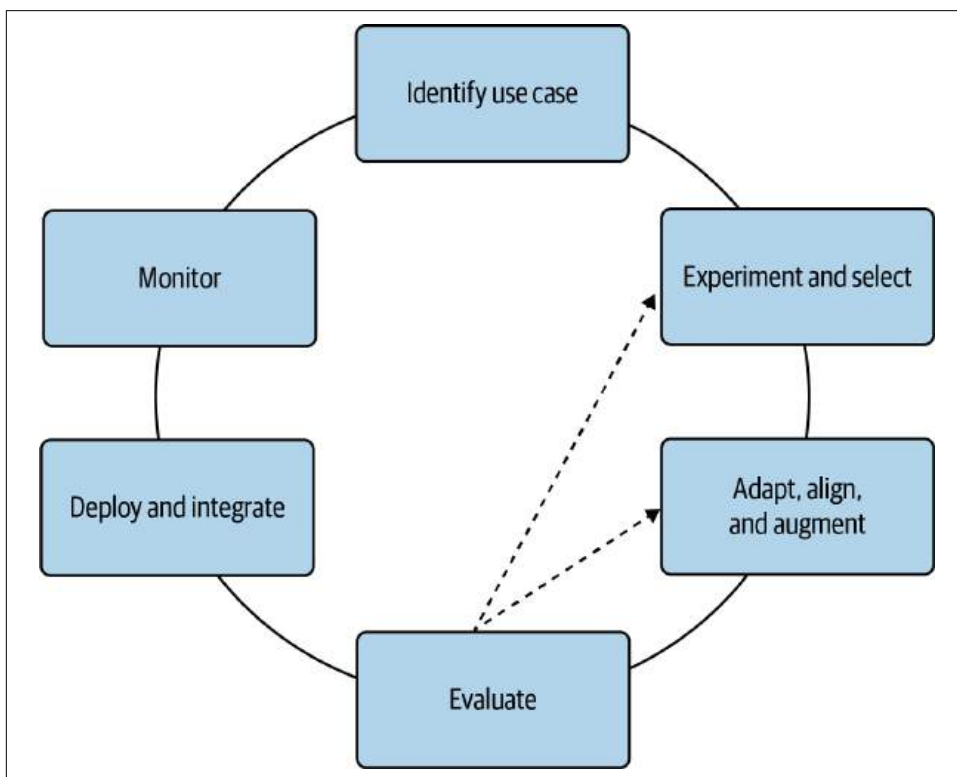 Identify use case
Monitor
Experiment and select
Deploy and integrate
Adapt, align,
and augment
Evaluate